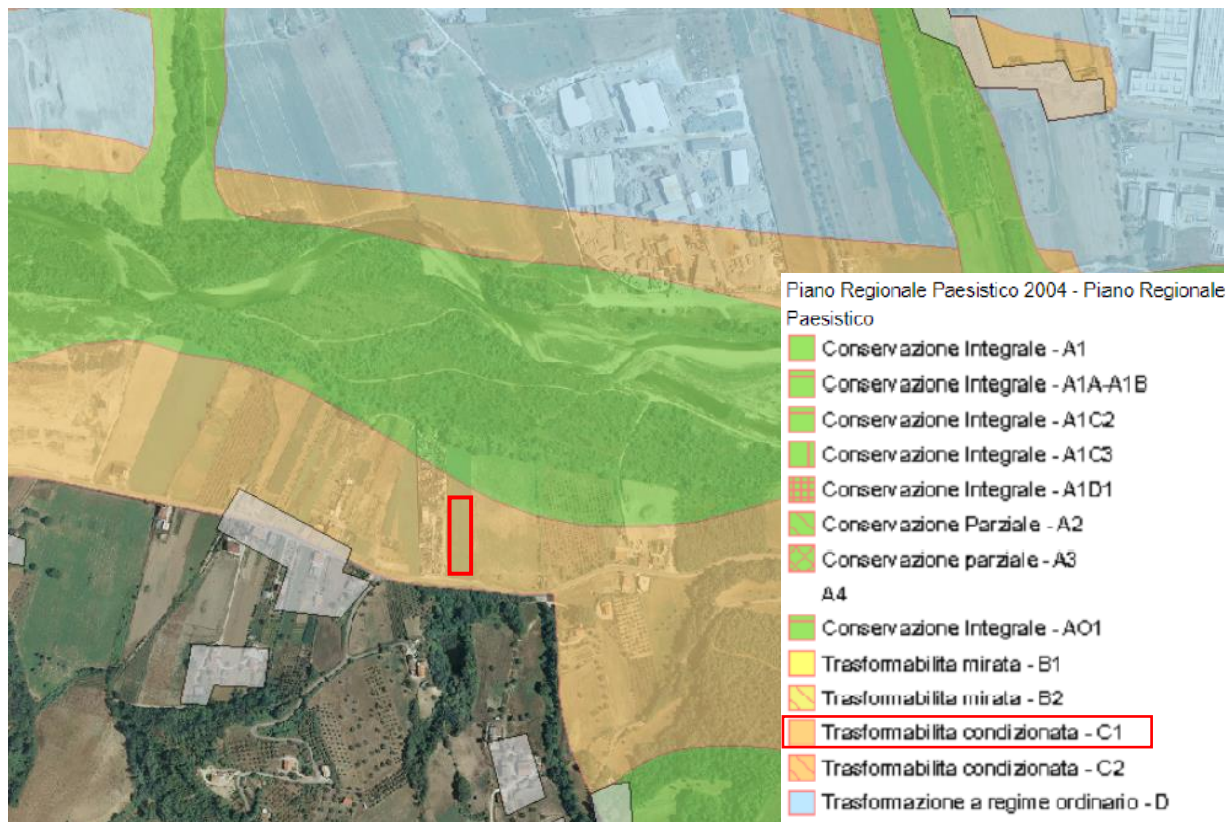 Piano Regionale Paesistico 2004 - Piano Regionale
Paesistico
Conservazione Integrale - A1
Conservazione Integrale - A1A-A1B
Conservazione Integrale - A1C2
Conservazione Integrale - A1C3
Conservazione Integrale - A1D1
Conservazione Parziale - A2
Conservazione parziale - A3
A4
Conservazione Integrale - AO1
Trasformabilita mirata - B1
Trasformabilita mirata - B2
Trasformabilita condizionata - C1
Trasformabilita condizionata - C2
Trasformazione a regime ordinario - D